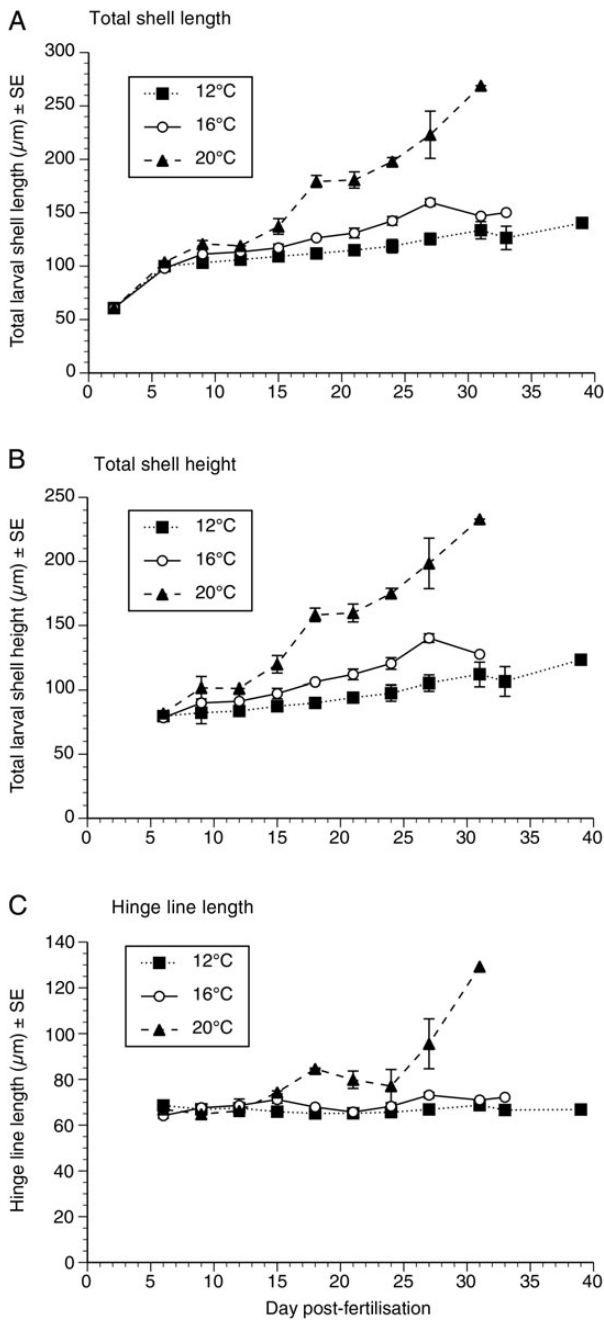 A Total shell length
Total larval shell length (µm) ± SE
300
250
200
150
100
50
0
12°C
16°C
20°C
0 5 10 15 20 25 30 35 40
B Total shell height
Total larval shell height (µm) ± SE
250
200
150
100
50
0
12°C
16°C
20°C
0 5 10 15 20 25 30 35 40
C Hinge line length
Hinge line length (µm) ± SE
140
120
100
80
60
40
20
0
12°C
16°C
20°C
0 5 10 15 20 25 30 35 40
Day post-fertilisation